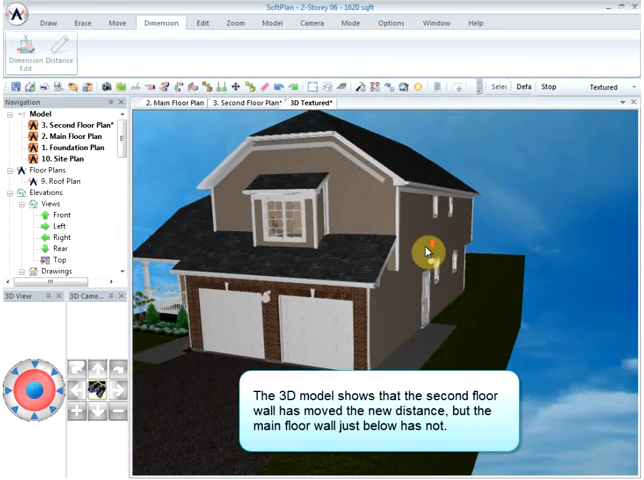 SoftPlan - 2-Storey 06 - 1620 sqft
Draw Erase Move Dimension Edit Zoom Model Camera Mode Options Window Help
Dimension Edit Distance
Selec Defa Stop Textured
Navigation
2. Main Floor Plan 3. Second Floor Plan* 3D Textured*
Model
3. Second Floor Plan*
2. Main Floor Plan
1. Foundation Plan
10. Site Plan
Floor Plans
9. Roof Plan
Elevations
Views
Front
Left
Right
Rear
Top
Drawings
3D View 3D Came...
The 3D model shows that the second floor
wall has moved the new distance, but the
main floor wall just below has not.